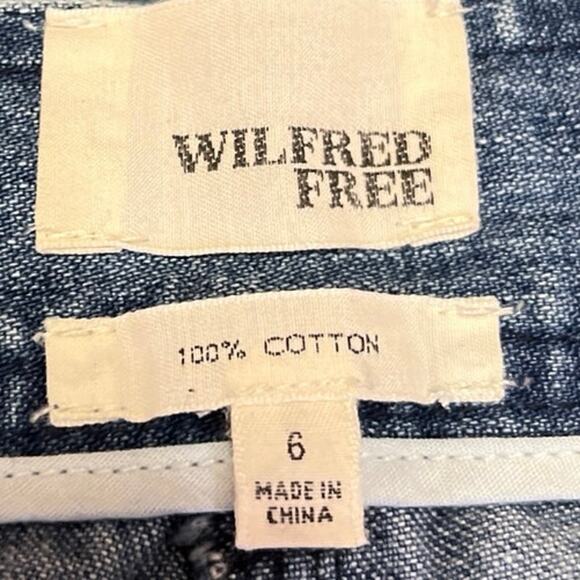 WILFRED
FREE
100% COTTON
6
MADE IN
CHINA